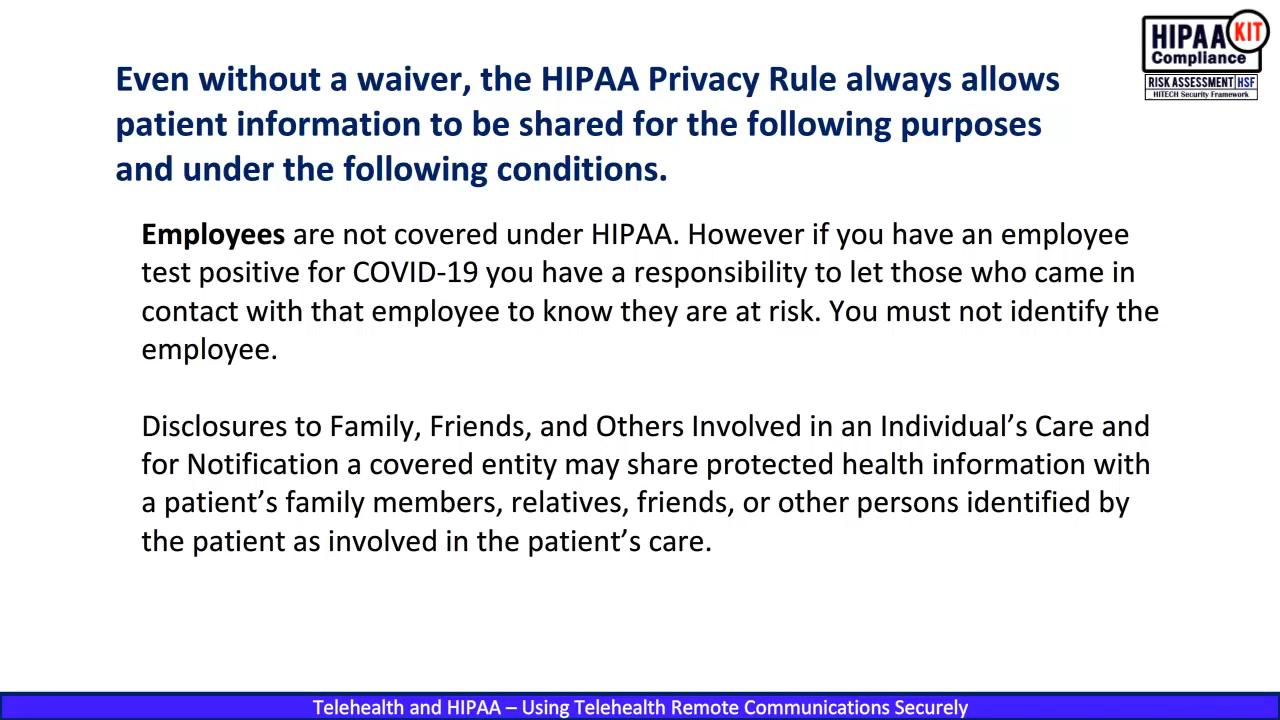 HIPAA KIT
Compliance
RISK ASSESSMENT HSF
HITECH Security Framework
Even without a waiver, the HIPAA Privacy Rule always allows
patient information to be shared for the following purposes
and under the following conditions.
Employees are not covered under HIPAA. However if you have an employee
test positive for COVID-19 you have a responsibility to let those who came in
contact with that employee to know they are at risk. You must not identify the
employee.
Disclosures to Family, Friends, and Others Involved in an Individual’s Care and
for Notification a covered entity may share protected health information with
a patient’s family members, relatives, friends, or other persons identified by
the patient as involved in the patient’s care.
Telehealth and HIPAA – Using Telehealth Remote Communications Securely